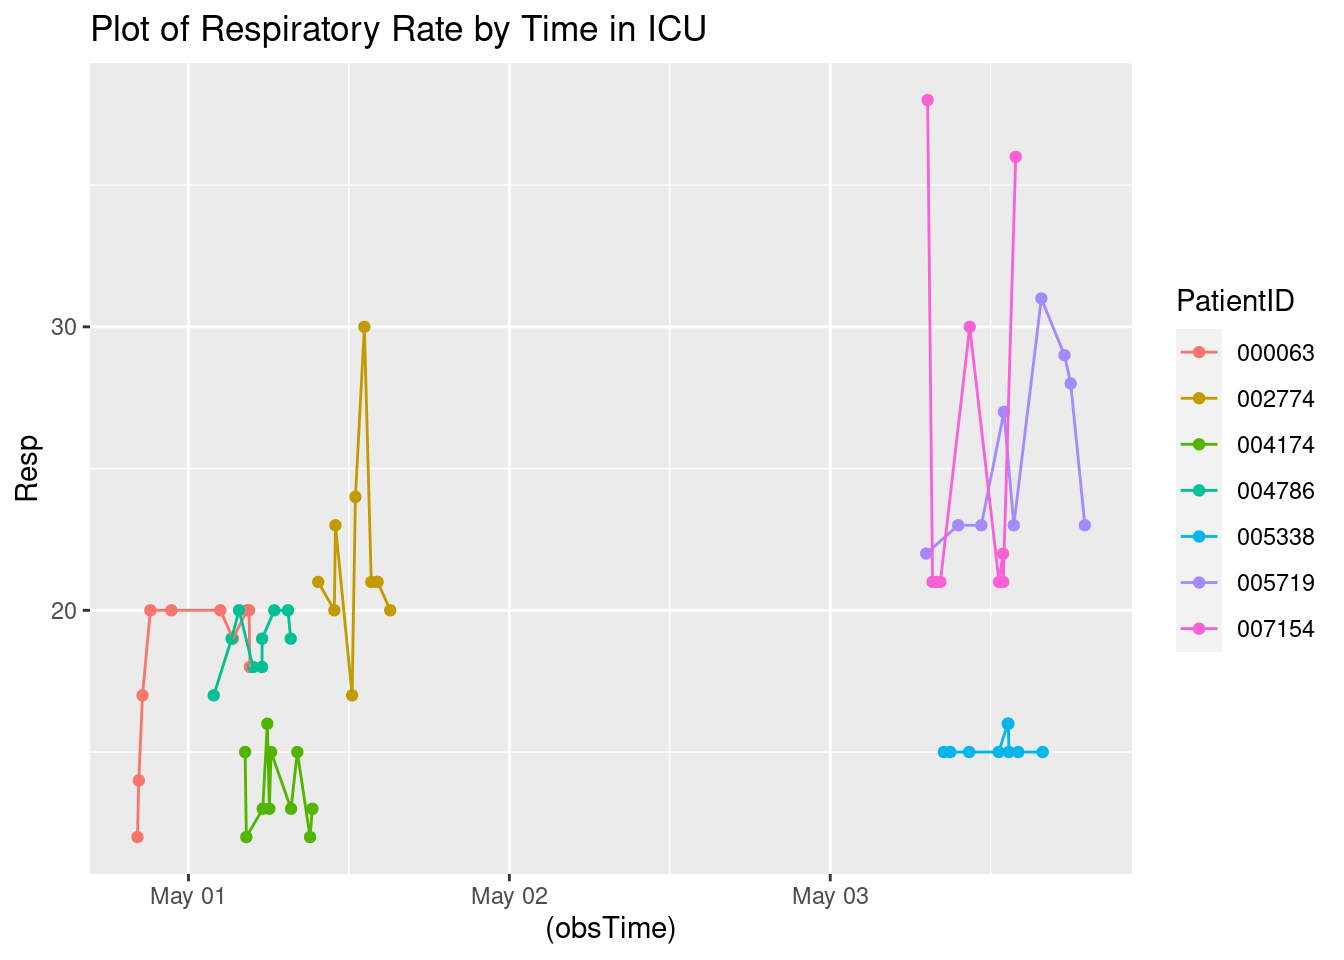 Plot of Respiratory Rate by Time in ICU
Resp
30
20
May 01
May 02
May 03
(obsTime)
PatientID
000063
002774
004174
004786
005338
005719
007154